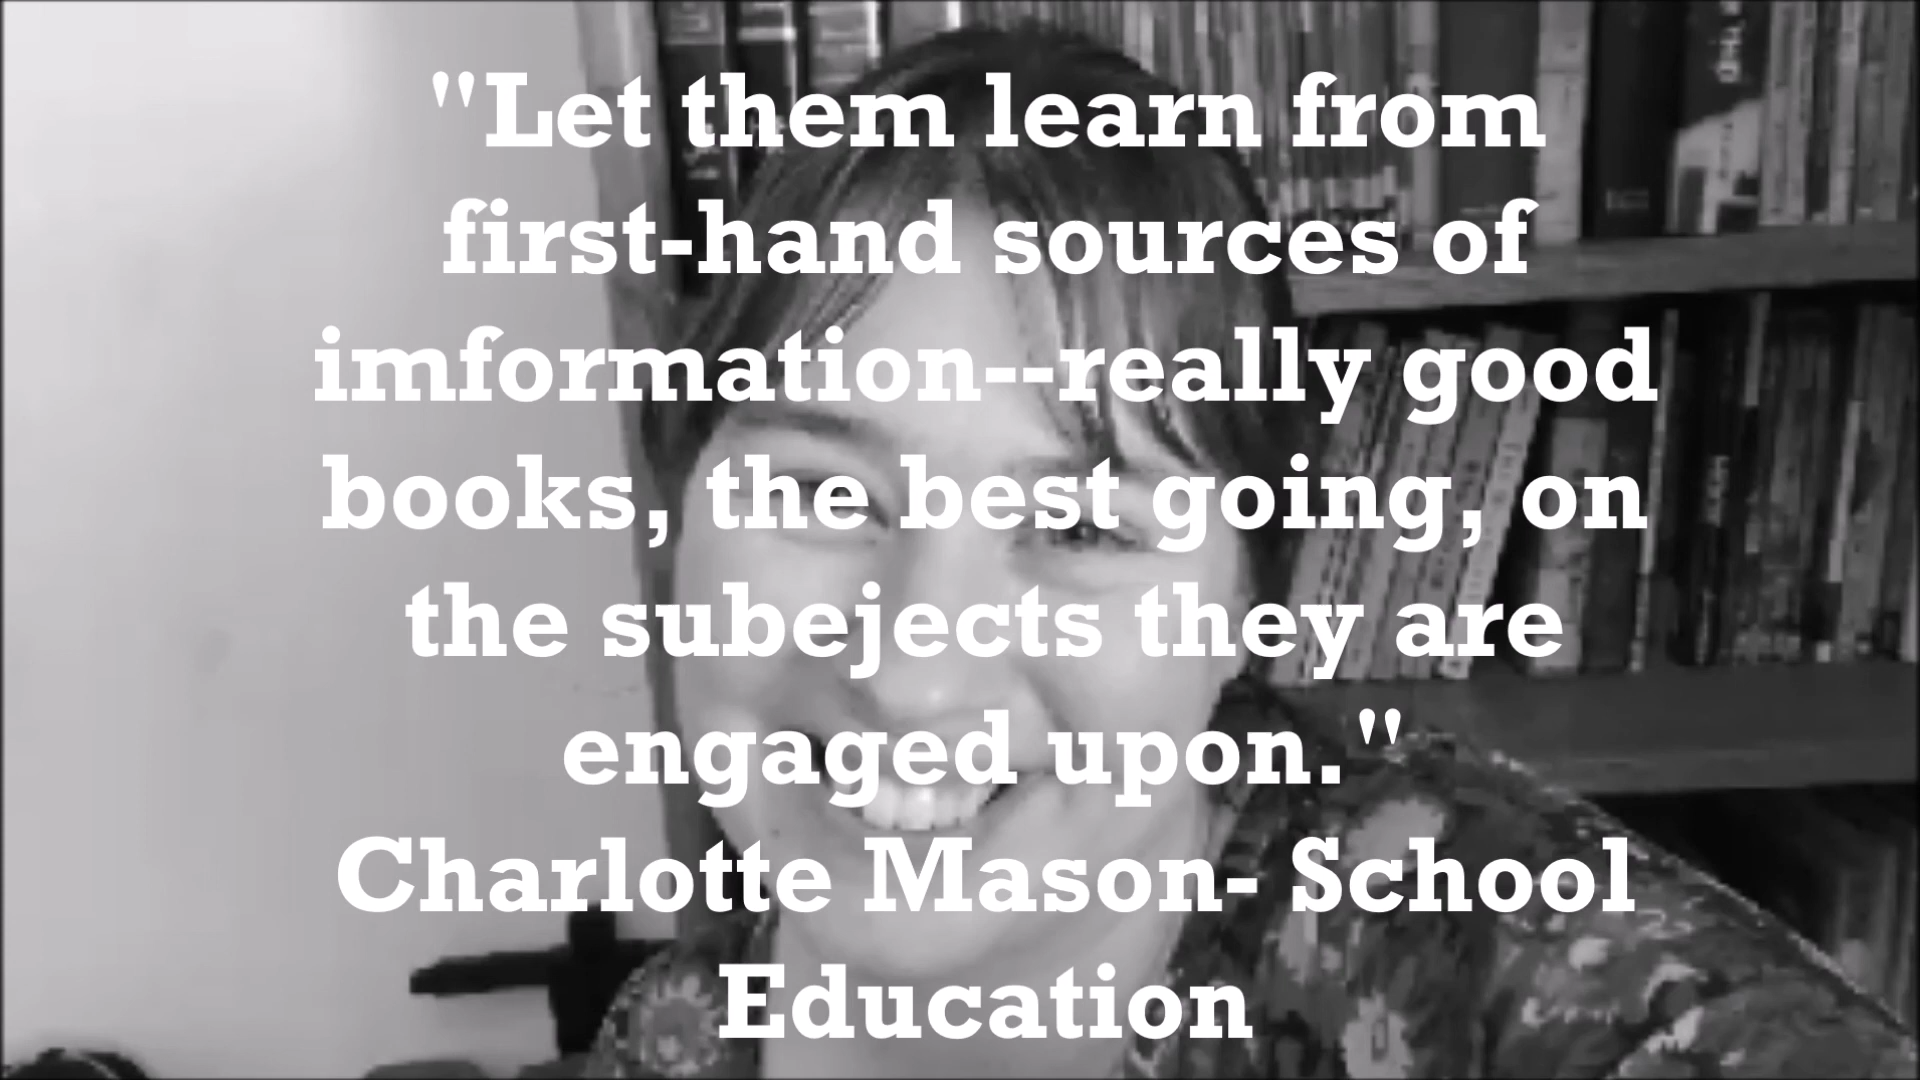 "Let them learn from
first-hand sources of
imformation--really good
books, the best going, on
the subejects they are
engaged upon."
Charlotte Mason- School
Education